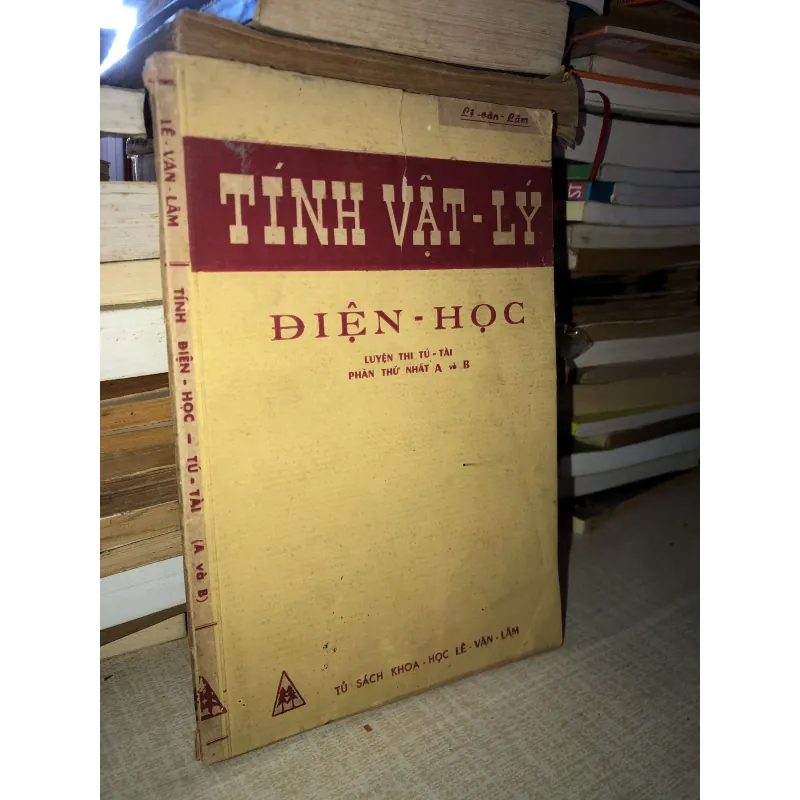 Lê-văn-Lâm
TÍNH VẬT-LÝ
ĐIỆN-HỌC
LUYỆN THI TÚ-TÀI
PHẦN THỨ NHẤT A và B
TỦ SÁCH KHOA-HỌC LÊ-VĂN-LÂM
LÊ-VĂN-LÂM
TÍNH ĐIỆN-HỌC – TÚ-TÀI (A và B)
ST